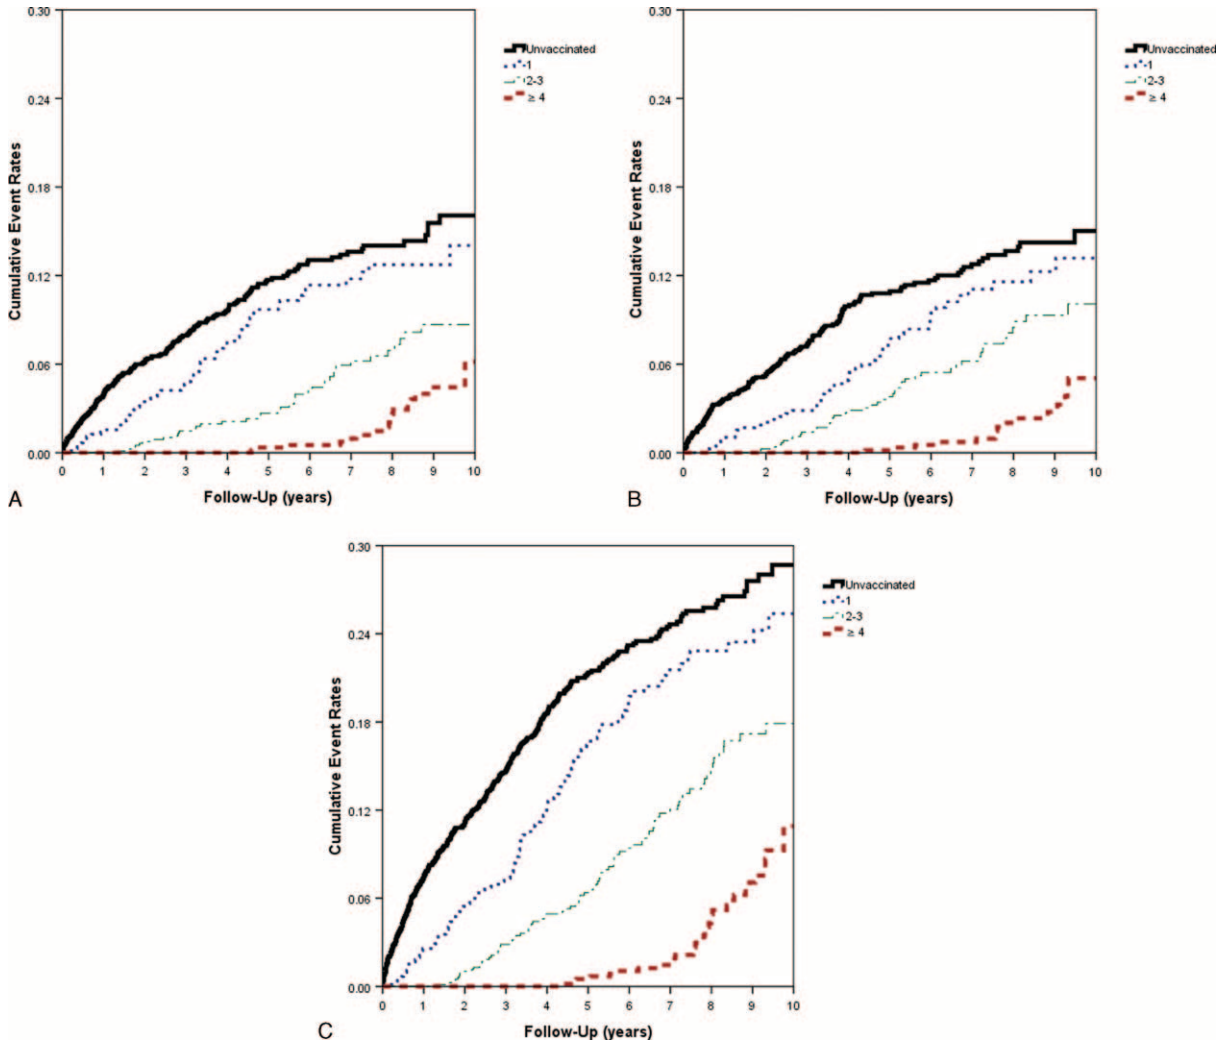 0.30
0.24
0.18
0.12
0.06
0.00
Cumulative Event Rates
0 1 2 3 4 5 6 7 8 9 10
Follow-Up (years)
Unvaccinated
1
2-3
≥ 4
A
0.30
0.24
0.18
0.12
0.06
0.00
Cumulative Event Rates
0 1 2 3 4 5 6 7 8 9 10
Follow-Up (years)
Unvaccinated
1
2-3
≥ 4
B
0.30
0.24
0.18
0.12
0.06
0.00
Cumulative Event Rates
0 1 2 3 4 5 6 7 8 9 10
Follow-Up (years)
Unvaccinated
1
2-3
≥ 4
C